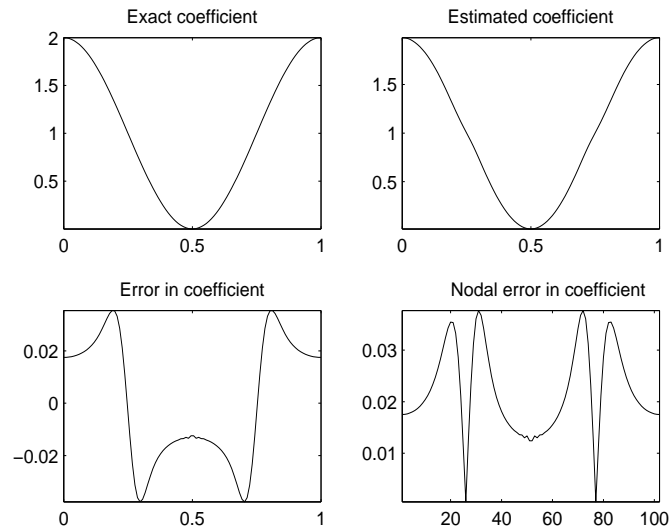 Exact coefficient
Estimated coefficient
2
1.5
1
0.5
0 0.5 1
1.5
1
0.5
0 0.5 1
Error in coefficient
Nodal error in coefficient
0.02
0
−0.02
0 0.5 1
0.03
0.02
0.01
20 40 60 80 100